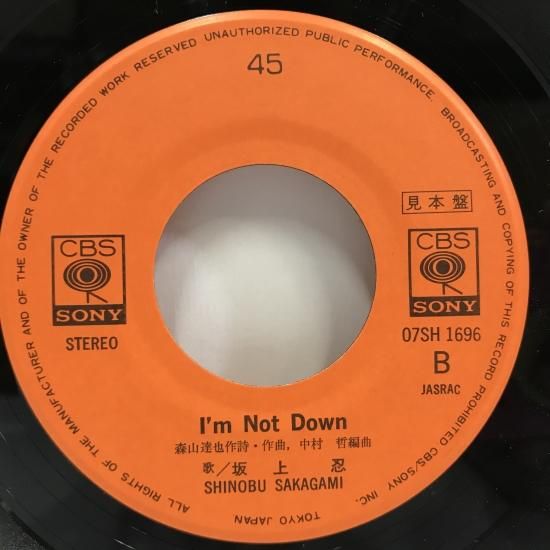 ALL RIGHTS OF THE MANUFACTURER AND OF THE OWNER OF THE RECORDED WORK RESERVED UNAUTHORIZED PUBLIC PERFORMANCE. BROADCASTING AND COPYING OF THIS RECORD PROHIBITED CBS/SONY INC.
TOKYO JAPAN
45
見本盤
CBS
SONY
STEREO
CBS
SONY
07SH 1696
B
JASRAC
I'm Not Down
森山達也作詩・作曲, 中村 哲編曲
歌／坂上 忍
SHINOBU SAKAGAMI